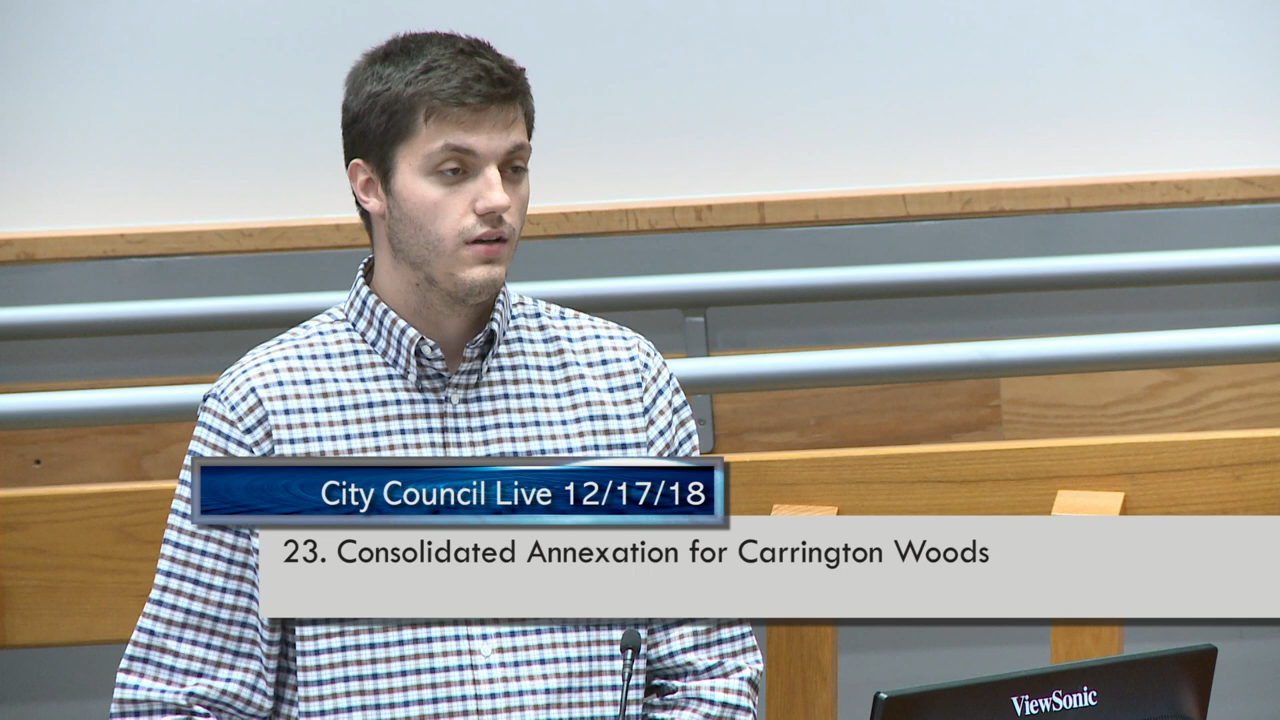 City Council Live 12/17/18
23. Consolidated Annexation for Carrington Woods
ViewSonic